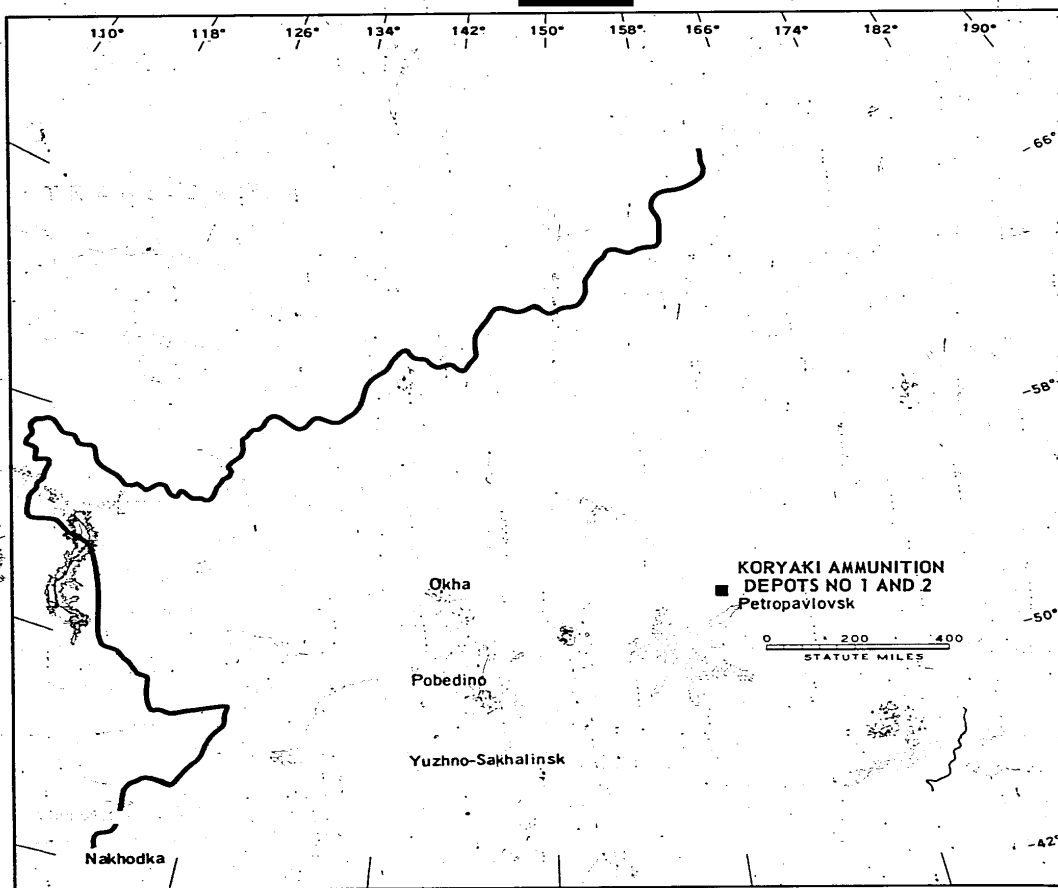 110° 118° 126° 134° 142° 150° 158° 166° 174° 182° 190°
66°
58°
Okha
KORYAKI AMMUNITION
DEPOTS NO 1 AND 2
Petropavlovsk
50°
0 200 400
STATUTE MILES
Pobedino
Yuzhno-Sakhalinsk
42°
Nakhodka